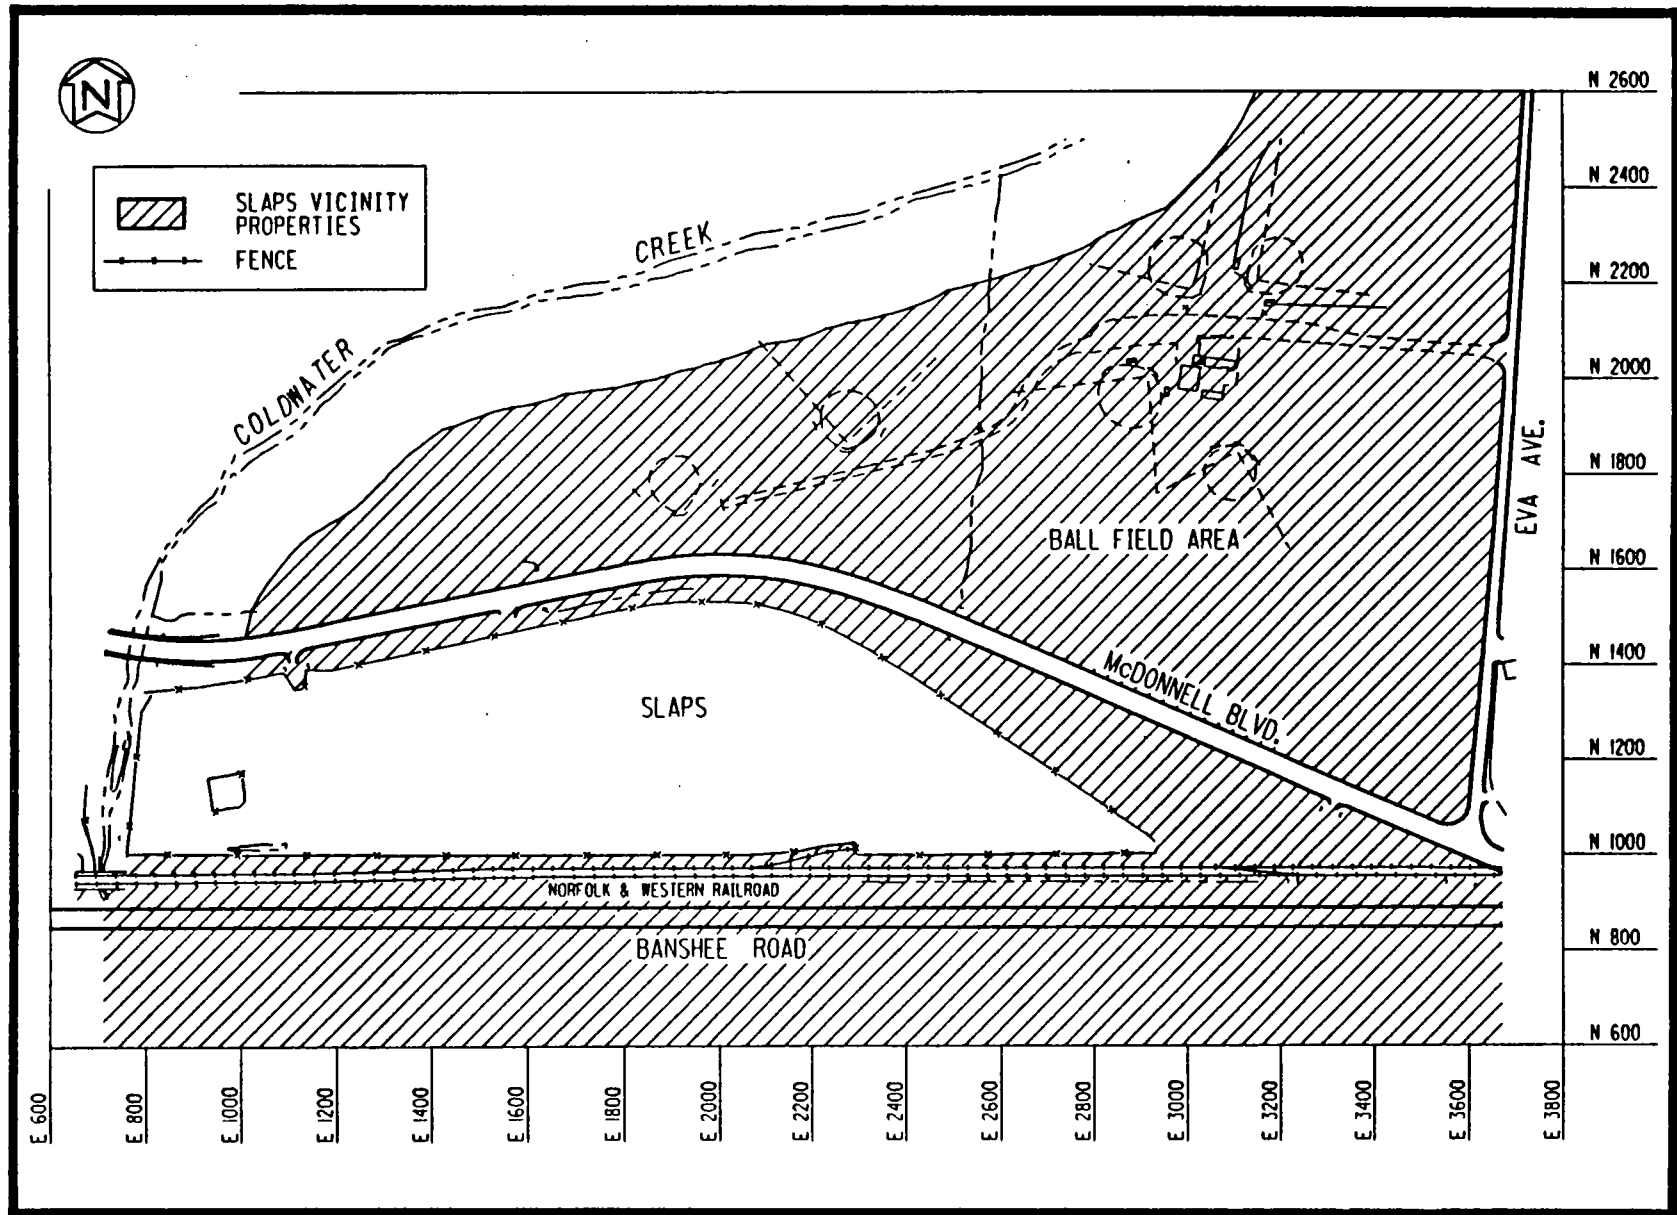 N
SLAPS VICINITY
PROPERTIES
FENCE
COLDWATER
CREEK
BALL FIELD AREA
EVA AVE.
McDONNELL BLVD.
SLAPS
NORFOLK & WESTERN RAILROAD
BANSHEE ROAD
N 2600
N 2400
N 2200
N 2000
N 1800
N 1600
N 1400
N 1200
N 1000
N 800
N 600
E 600
E 800
E 1000
E 1200
E 1400
E 1600
E 1800
E 2000
E 2200
E 2400
E 2600
E 2800
E 3000
E 3200
E 3400
E 3600
E 3800